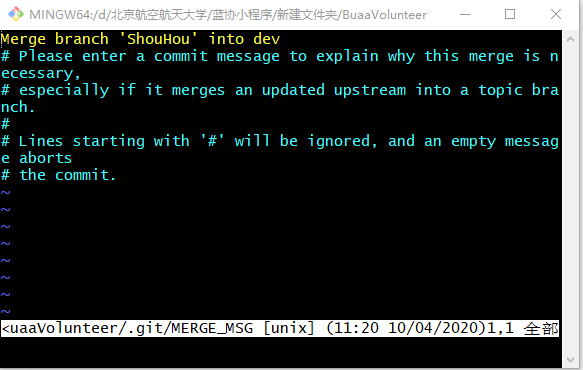 MINGW64:/d/北京航空航天大学/蓝协小程序/新建文件夹/BuaaVolunteer
Merge branch 'ShouHou' into dev
# Please enter a commit message to explain why this merge is n
ecessary,
# especially if it merges an updated upstream into a topic bra
nch.
#
# Lines starting with '#' will be ignored, and an empty messag
e aborts
# the commit.
~
~
~
~
~
~
~
~
<uaaVolunteer/.git/MERGE_MSG [unix] (11:20 10/04/2020)1,1 全部